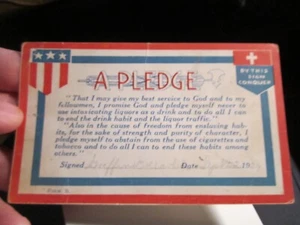 A PLEDGE
BY THIS
SIGN
CONQUER
"That I may give my best service to God and to my
fellowmen, I promise God and pledge myself never to
use intoxicating liquors as a drink and to do all I can
to end the drink habit and the liquor traffic."
"Also in the cause of freedom from enslaving hab-
its, for the sake of strength and purity of character, I
pledge myself to abstain from the use of cigarettes and
tobacco and to do all I can to end these habits among
others."
Signed Date 19
Form